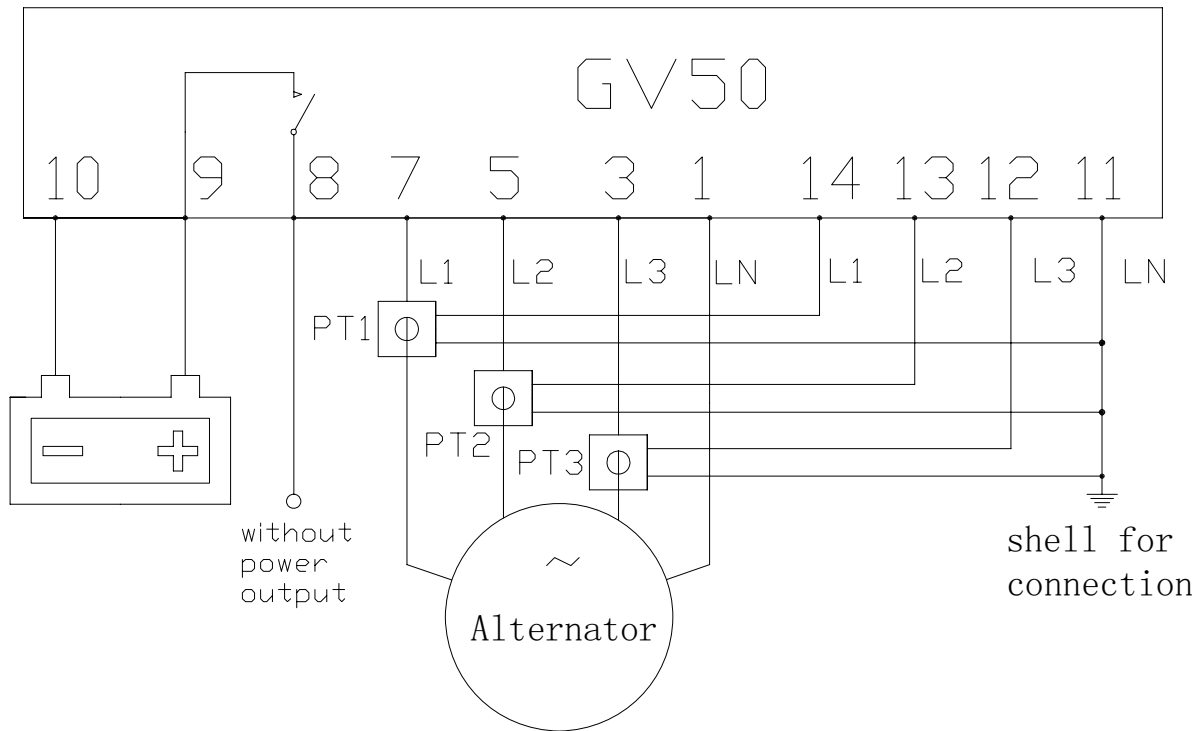 GV50
10 9 8 7 5 3 1 14 13 12 11
L1 L2 L3 LN L1 L2 L3 LN
PT1
PT2
PT3
without
power
output
~
Alternator
shell for
connection